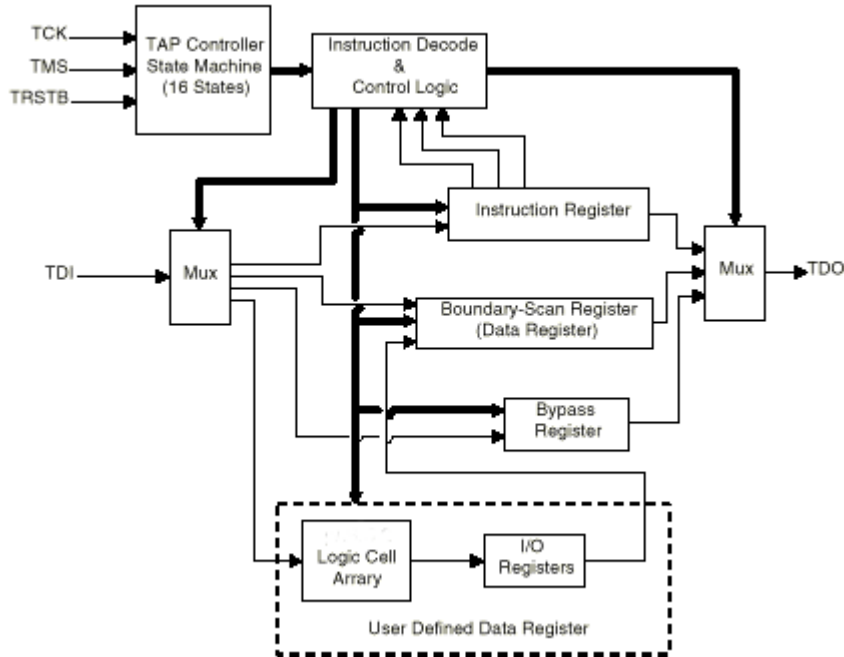 TCK
TMS
TRSTB
TAP Controller
State Machine
(16 States)
Instruction Decode
&
Control Logic
Instruction Register
TDI
Mux
Mux
TDO
Boundary-Scan Register
(Data Register)
Bypass
Register
Logic Cell
Arrary
I/O
Registers
User Defined Data Register